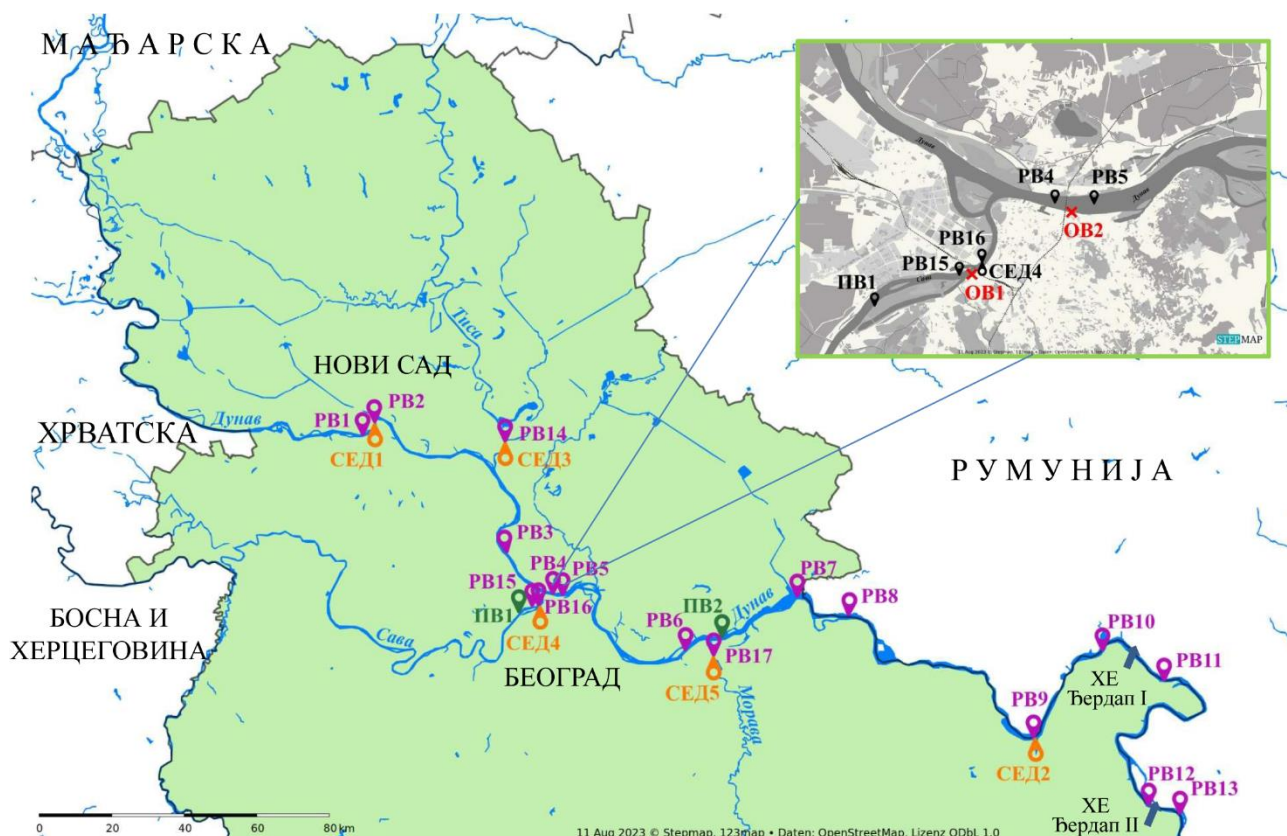 МАЂАРСКА
Дунав
РВ4
РВ5
Дунав
ОВ2
РВ16
РВ15
СЕД4
ПВ1
Сава
ОВ1
STEPMAP
Тиса
НОВИ САД
РВ2
Дунав
РВ1
ХРВАТСКА
СЕД1
РВ14
СЕД3
РУМУНИЈА
РВ3
РВ4
РВ5
РВ7
РВ15
РВ8
БОСНА И
ХЕРЦЕГОВИНА
ПВ1
РВ16
ПВ2
Дунав
РВ6
РВ10
Сава
СЕД4
РВ17
БЕОГРАД
СЕД5
РВ11
ХЕ
Ђердап I
Морава
РВ9
СЕД2
РВ12
РВ13
ХЕ
Ђердап II
0 20 40 60 80 km
11 Aug 2023 © Stepmap, 123map • Daten: OpenStreetMap, Lizenz ODbL 1.0